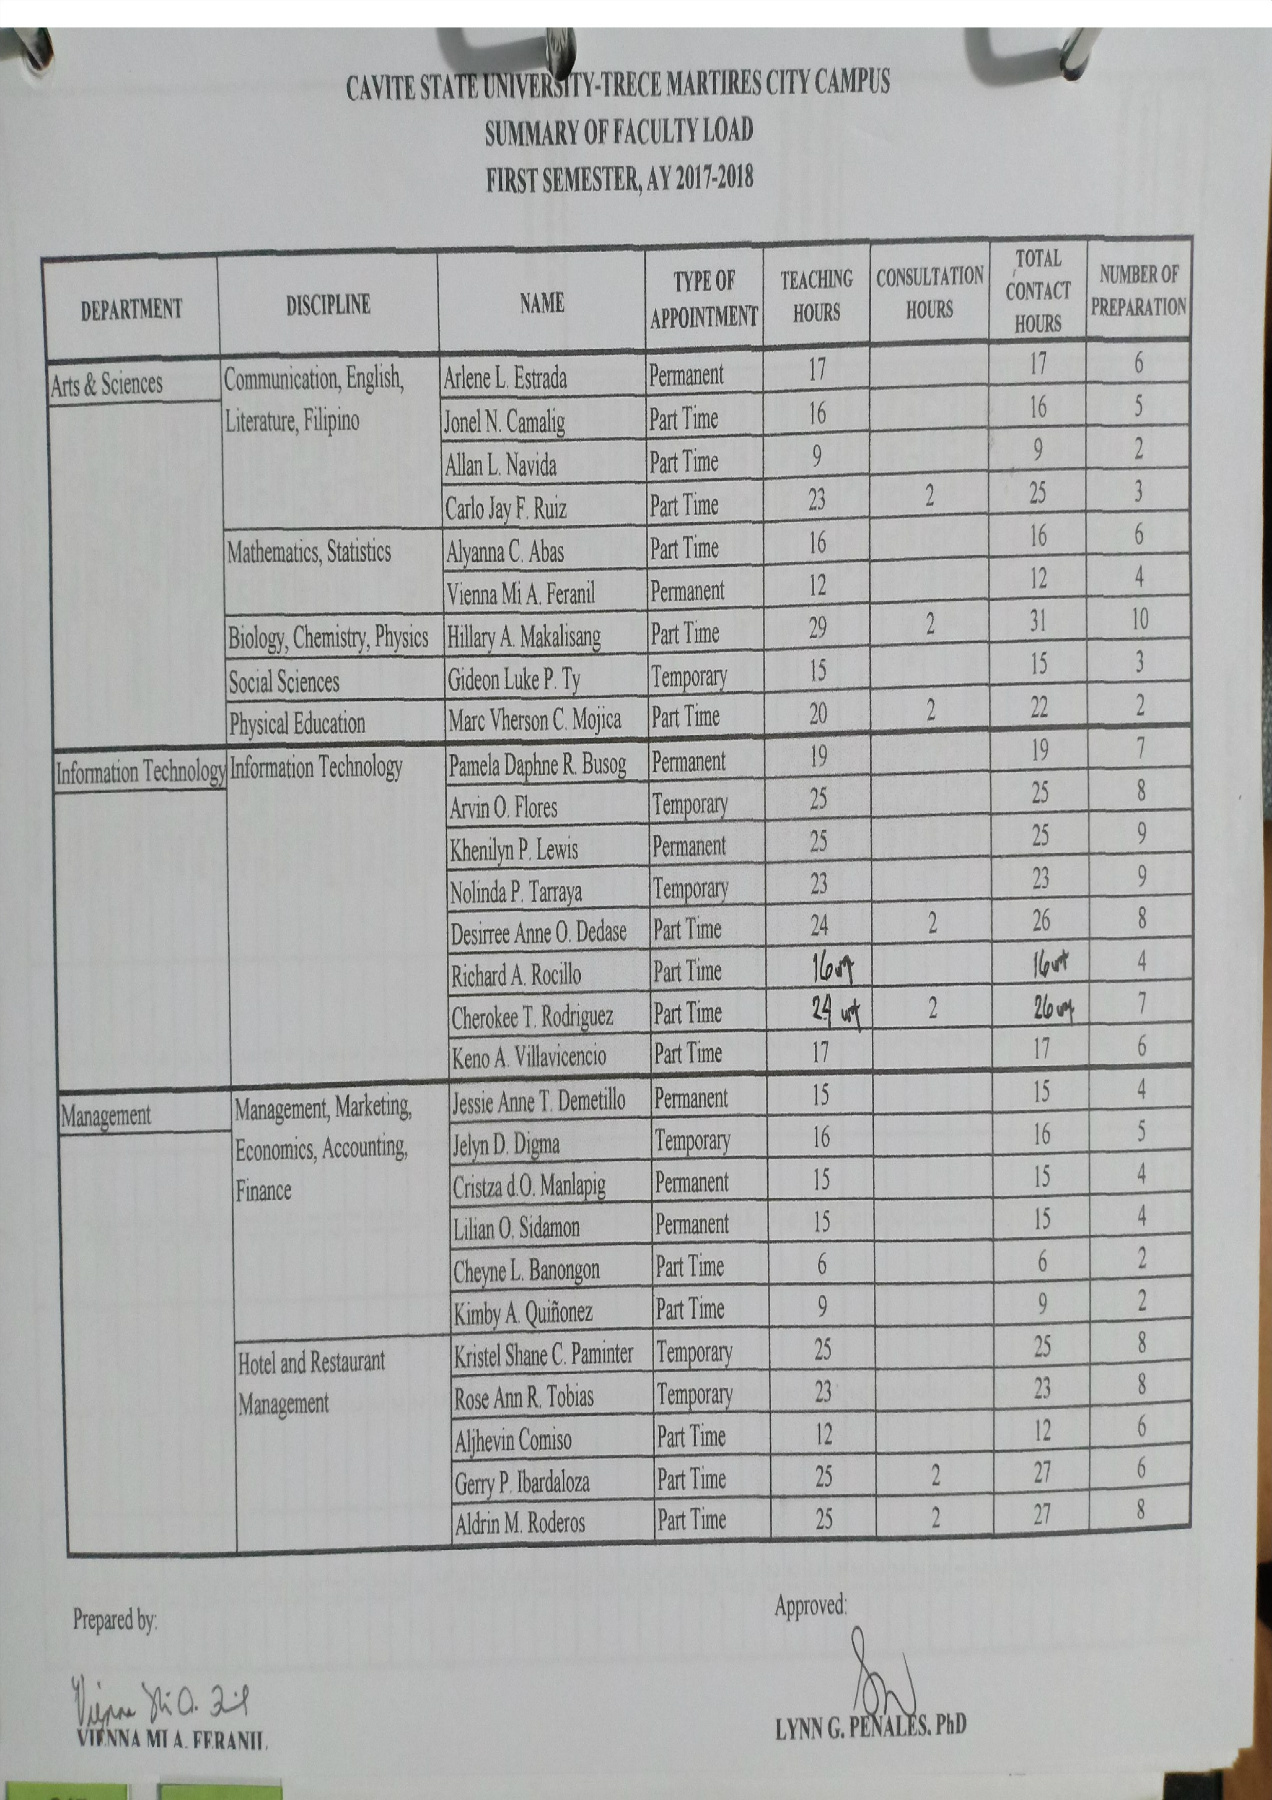 CAVITE STATE UNIVERSITY-TRECE MARTIRES CITY CAMPUS
SUMMARY OF FACULTY LOAD
FIRST SEMESTER, AY 2017-2018
DEPARTMENT DISCIPLINE NAME TYPE OF APPOINTMENT TEACHING HOURS CONSULTATION HOURS TOTAL CONTACT HOURS NUMBER OF PREPARATION
Arts & Sciences Communication, English, Arlene L. Estrada Permanent 17 17 6
Literature, Filipino Jonel N. Camalig Part Time 16 16 5
Allan L. Navida Part Time 9 9 2
Carlo Jay F. Ruiz Part Time 23 2 25 3
Mathematics, Statistics Alyanna C. Abas Part Time 16 16 6
Vienna Mi A. Feranil Permanent 12 12 4
Biology, Chemistry, Physics Hillary A. Makalisang Part Time 29 2 31 10
Social Sciences Gideon Luke P. Ty Temporary 15 15 3
Physical Education Marc Vherson C. Mojica Part Time 20 2 22 2
Information Technology Information Technology Pamela Daphne R. Busog Permanent 19 19 7
Arvin O. Flores Temporary 25 25 8
Khenilyn P. Lewis Permanent 25 25 9
Nolinda P. Tarraya Temporary 23 23 9
Desirree Anne O. Dedase Part Time 24 2 26 8
Richard A. Rocillo Part Time 16 16 4
Cherokee T. Rodriguez Part Time 24 2 26 7
Keno A. Villavicencio Part Time 17 17 6
Management Management, Marketing, Jessie Anne T. Demetillo Permanent 15 15 4
Economics, Accounting, Jelyn D. Digma Temporary 16 16 5
Finance Cristza d.O. Manlapig Permanent 15 15 4
Lilian O. Sidamon Permanent 15 15 4
Cheyne L. Banongon Part Time 6 6 2
Kimby A. Quiñonez Part Time 9 9 2
Hotel and Restaurant Kristel Shane C. Paminter Temporary 25 25 8
Management Rose Ann R. Tobias Temporary 23 23 8
Aljhevin Comiso Part Time 12 12 6
Gerry P. Ibardaloza Part Time 25 2 27 6
Aldrin M. Roderos Part Time 25 2 27 8
Prepared by: Approved:
VIENNA MI A. FERANIL LYNN G. PENALES, PhD